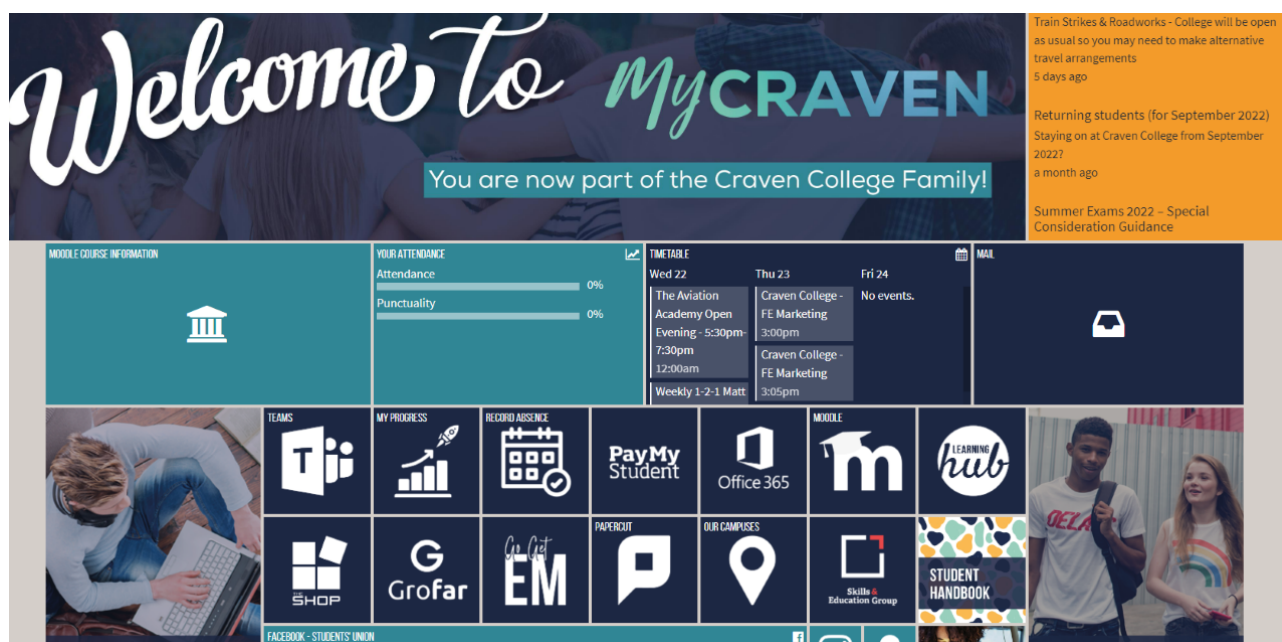 Welcome to
MyCRAVEN
You are now part of the Craven College Family!
Train Strikes & Roadworks - College will be open
as usual so you may need to make alternative
travel arrangements
5 days ago
Returning students (for September 2022)
Staying on at Craven College from September
2022?
a month ago
Summer Exams 2022 – Special
Consideration Guidance
MOODLE COURSE INFORMATION
YOUR ATTENDANCE
Attendance
0%
Punctuality
0%
TIMETABLE
Wed 22
The Aviation
Academy Open
Evening - 5:30pm-
7:30pm
12:00am
Weekly 1-2-1 Matt
Thu 23
Craven College -
FE Marketing
3:00pm
Craven College -
FE Marketing
3:05pm
Fri 24
No events.
MAIL
TEAMS
T
MY PROGRESS
RECORD ABSENCE
PayMy
Student
Office 365
MOODLE
m
LEARNING
hub
THE
SHOP
G
Grofar
Go Get
EM
PAPERCUT
OUR CAMPUSES
Skills &
Education Group
STUDENT
HANDBOOK
OELA
FACEBOOK - STUDENTS' UNION
f